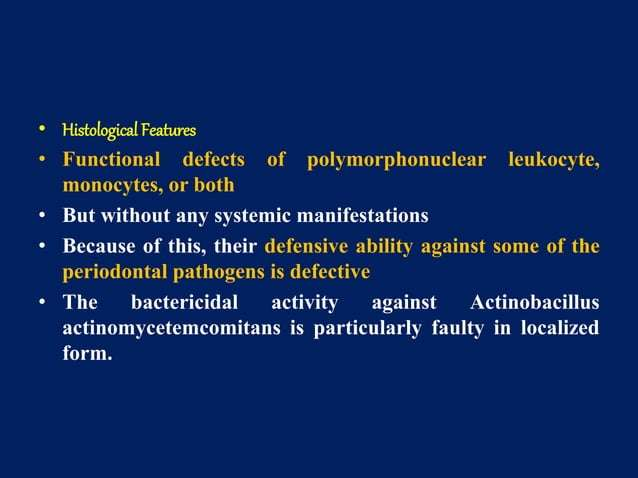 • Histological Features
• Functional defects of polymorphonuclear leukocyte,
monocytes, or both
• But without any systemic manifestations
• Because of this, their defensive ability against some of the
periodontal pathogens is defective
• The bactericidal activity against Actinobacillus
actinomycetemcomitans is particularly faulty in localized
form.